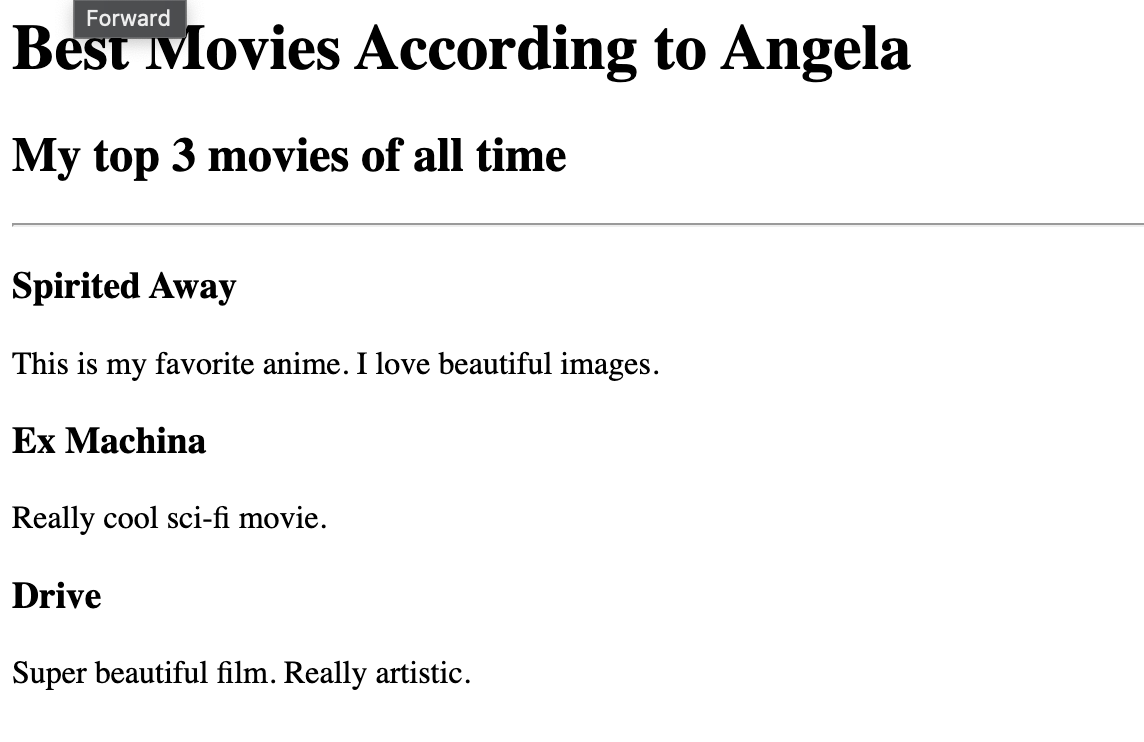 Forward
Best Movies According to Angela
My top 3 movies of all time
Spirited Away
This is my favorite anime. I love beautiful images.
Ex Machina
Really cool sci-fi movie.
Drive
Super beautiful film. Really artistic.